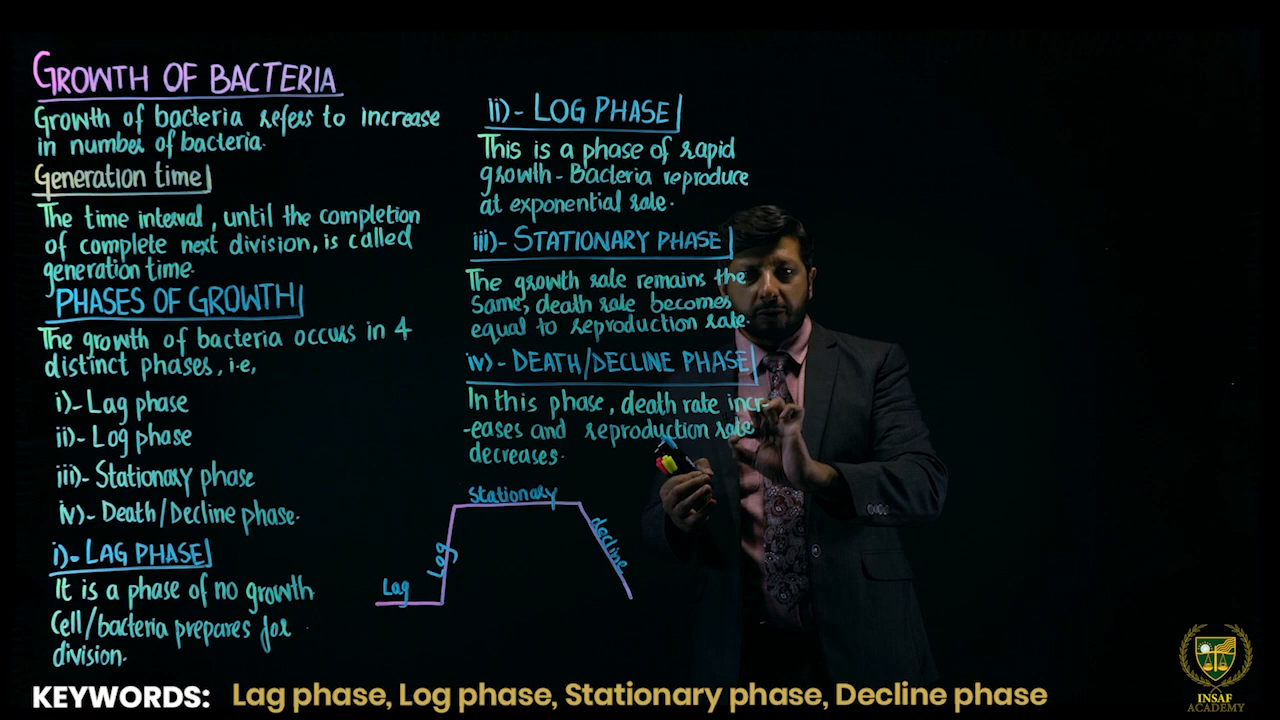 GROWTH OF BACTERIA
Growth of bacteria refers to increase
in number of bacteria.
Generation time
The time interval, until the completion
of complete next division, is called
generation time.
PHASES OF GROWTH
The growth of bacteria occurs in 4
distinct phases, i.e,
i)- Lag phase
ii)- Log phase
iii)- Stationary phase
iv)- Death/Decline phase.
i)- LAG PHASE
It is a phase of no growth
Cell/bacteria prepares for
division.
ii)- LOG PHASE
This is a phase of rapid
growth - Bacteria reproduce
at exponential rate.
iii)- STATIONARY PHASE
The growth rate remains the
same, death rate becomes
equal to reproduction rate.
iv)- DEATH/DECLINE PHASE
In this phase, death rate incr-
-eases and reproduction rate
decreases.
Lag
Log
Stationary
decline
KEYWORDS: Lag phase, Log phase, Stationary phase, Decline phase
INSAF
ACADEMY